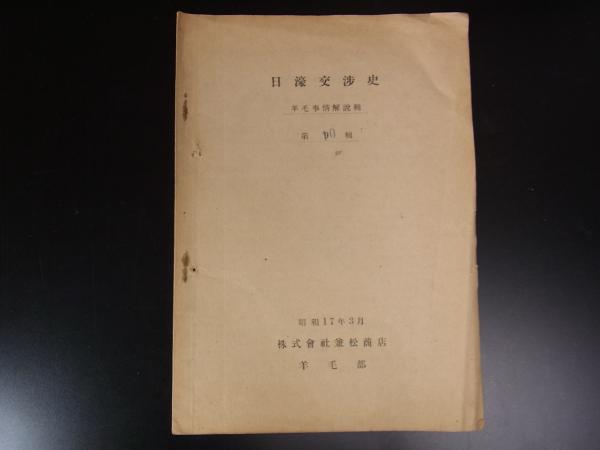 日濠交渉史
羊毛事情解説輯
第 60 輯
昭和17年3月
株式會社兼松商店
羊毛部